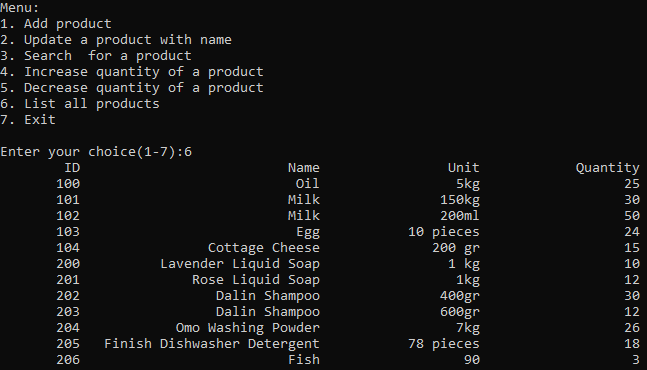 Menu:
1. Add product
2. Update a product with name
3. Search  for a product
4. Increase quantity of a product
5. Decrease quantity of a product
6. List all products
7. Exit
Enter your choice(1-7):6
ID Name Unit Quantity
100 Oil 5kg 25
101 Milk 150kg 30
102 Milk 200ml 50
103 Egg 10 pieces 24
104 Cottage Cheese 200 gr 15
200 Lavender Liquid Soap 1 kg 10
201 Rose Liquid Soap 1kg 12
202 Dalin Shampoo 400gr 30
203 Dalin Shampoo 600gr 12
204 Omo Washing Powder 7kg 26
205 Finish Dishwasher Detergent 78 pieces 18
206 Fish 90 3